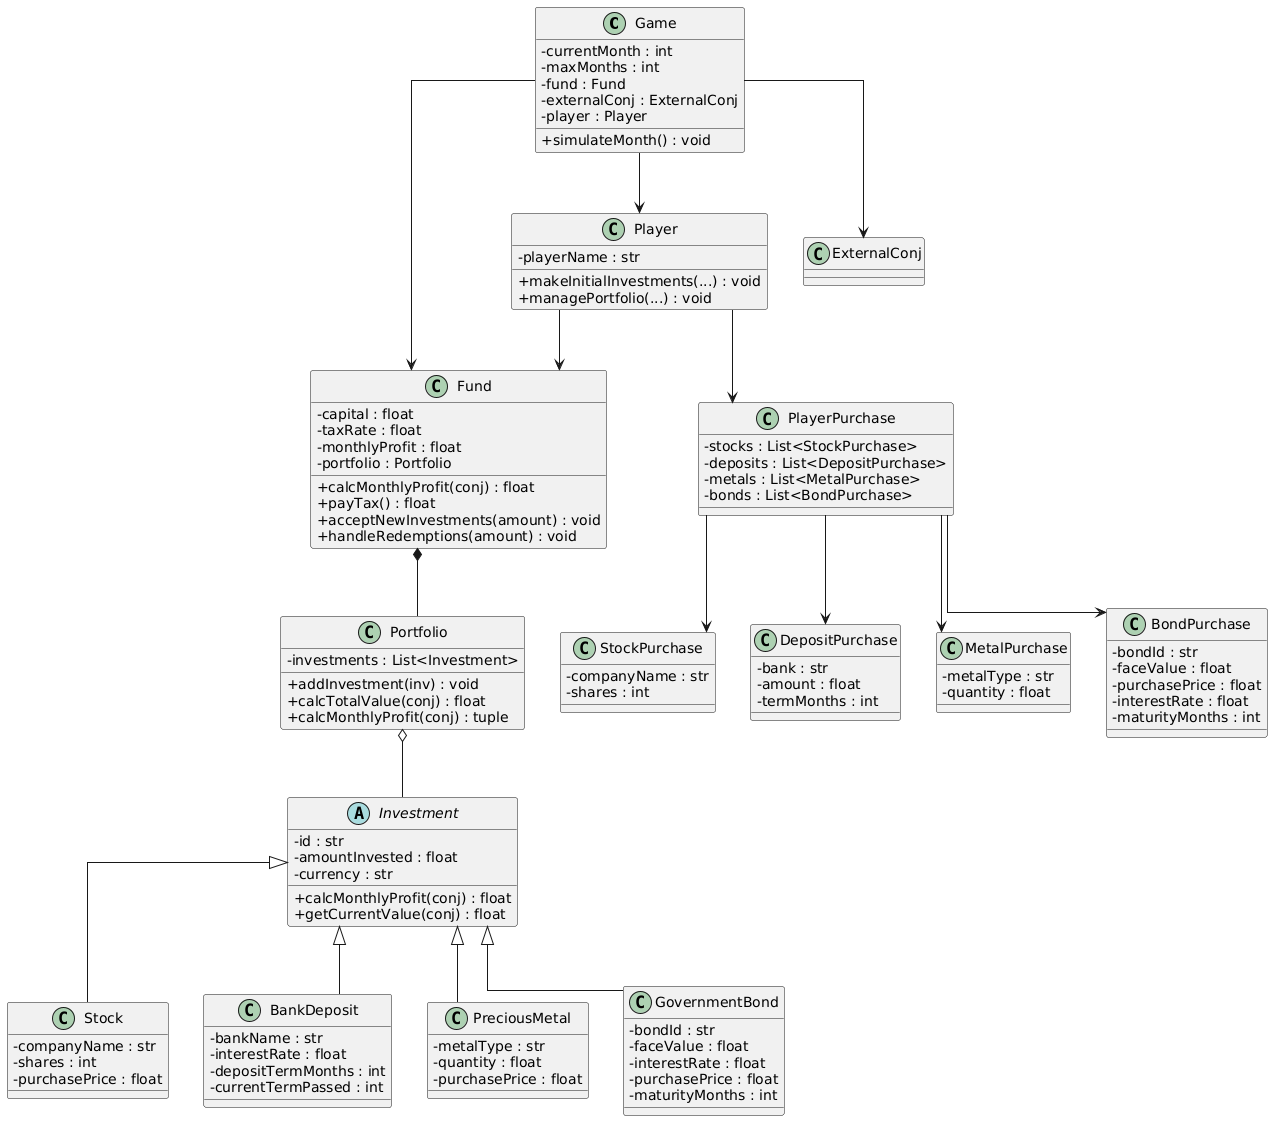 C Game
-currentMonth : int
-maxMonths : int
-fund : Fund
-externalConj : ExternalConj
-player : Player
+simulateMonth() : void
C Player
-playerName : str
+makeInitialInvestments(...) : void
+managePortfolio(...) : void
C ExternalConj
C Fund
-capital : float
-taxRate : float
-monthlyProfit : float
-portfolio : Portfolio
+calcMonthlyProfit(conj) : float
+payTax() : float
+acceptNewInvestments(amount) : void
+handleRedemptions(amount) : void
C PlayerPurchase
-stocks : List<StockPurchase>
-deposits : List<DepositPurchase>
-metals : List<MetalPurchase>
-bonds : List<BondPurchase>
C Portfolio
-investments : List<Investment>
+addInvestment(inv) : void
+calcTotalValue(conj) : float
+calcMonthlyProfit(conj) : tuple
C StockPurchase
-companyName : str
-shares : int
C DepositPurchase
-bank : str
-amount : float
-termMonths : int
C MetalPurchase
-metalType : str
-quantity : float
C BondPurchase
-bondId : str
-faceValue : float
-purchasePrice : float
-interestRate : float
-maturityMonths : int
A Investment
-id : str
-amountInvested : float
-currency : str
+calcMonthlyProfit(conj) : float
+getCurrentValue(conj) : float
C Stock
-companyName : str
-shares : int
-purchasePrice : float
C BankDeposit
-bankName : str
-interestRate : float
-depositTermMonths : int
-currentTermPassed : int
C PreciousMetal
-metalType : str
-quantity : float
-purchasePrice : float
C GovernmentBond
-bondId : str
-faceValue : float
-interestRate : float
-purchasePrice : float
-maturityMonths : int